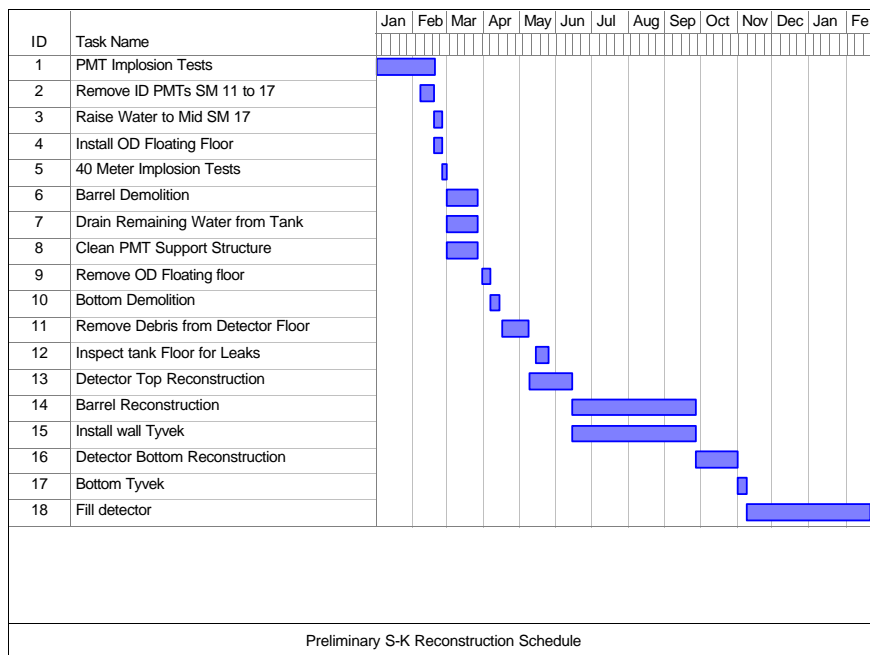 Jan Feb Mar Apr May Jun Jul Aug Sep Oct Nov Dec Jan Fe
ID Task Name
1 PMT Implosion Tests
2 Remove ID PMTs SM 11 to 17
3 Raise Water to Mid SM 17
4 Install OD Floating Floor
5 40 Meter Implosion Tests
6 Barrel Demolition
7 Drain Remaining Water from Tank
8 Clean PMT Support Structure
9 Remove OD Floating floor
10 Bottom Demolition
11 Remove Debris from Detector Floor
12 Inspect tank Floor for Leaks
13 Detector Top Reconstruction
14 Barrel Reconstruction
15 Install wall Tyvek
16 Detector Bottom Reconstruction
17 Bottom Tyvek
18 Fill detector
Preliminary S-K Reconstruction Schedule